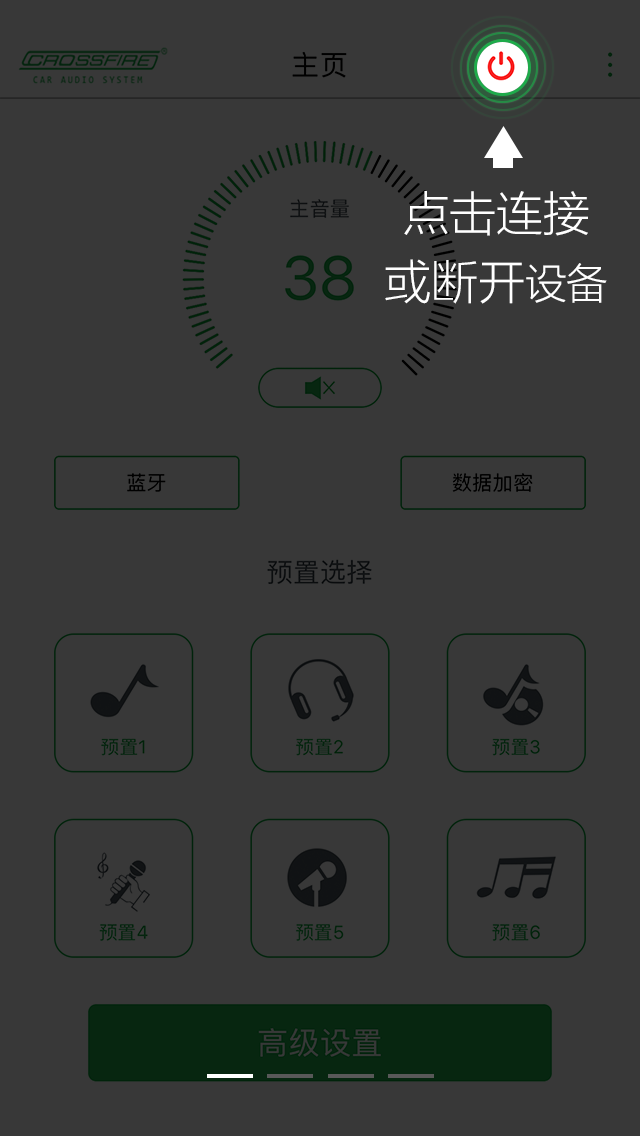 CROSSFIRE®
CAR AUDIO SYSTEM
主页
点击连接
或断开设备
主音量
38
蓝牙
数据加密
预置选择
预置1
预置2
预置3
预置4
预置5
预置6
高级设置